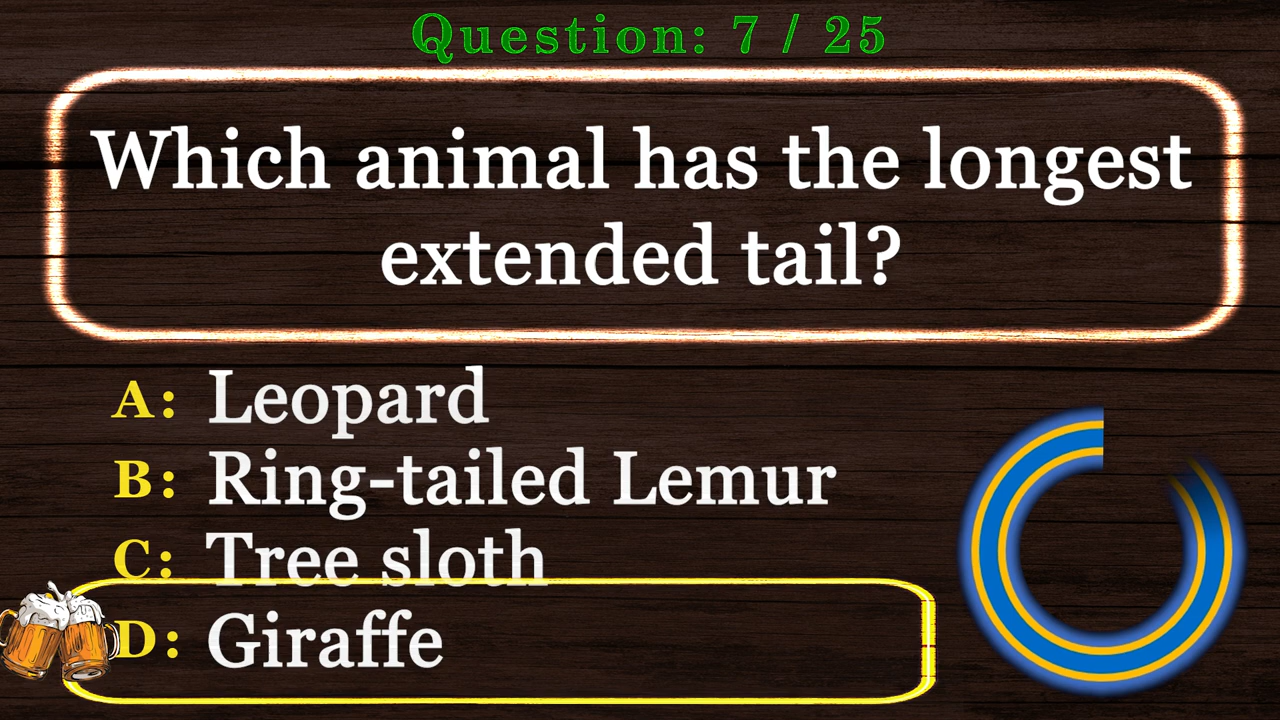 Question: 7 / 25
Which animal has the longest
extended tail?
A: Leopard
B: Ring-tailed Lemur
C: Tree sloth
D: Giraffe